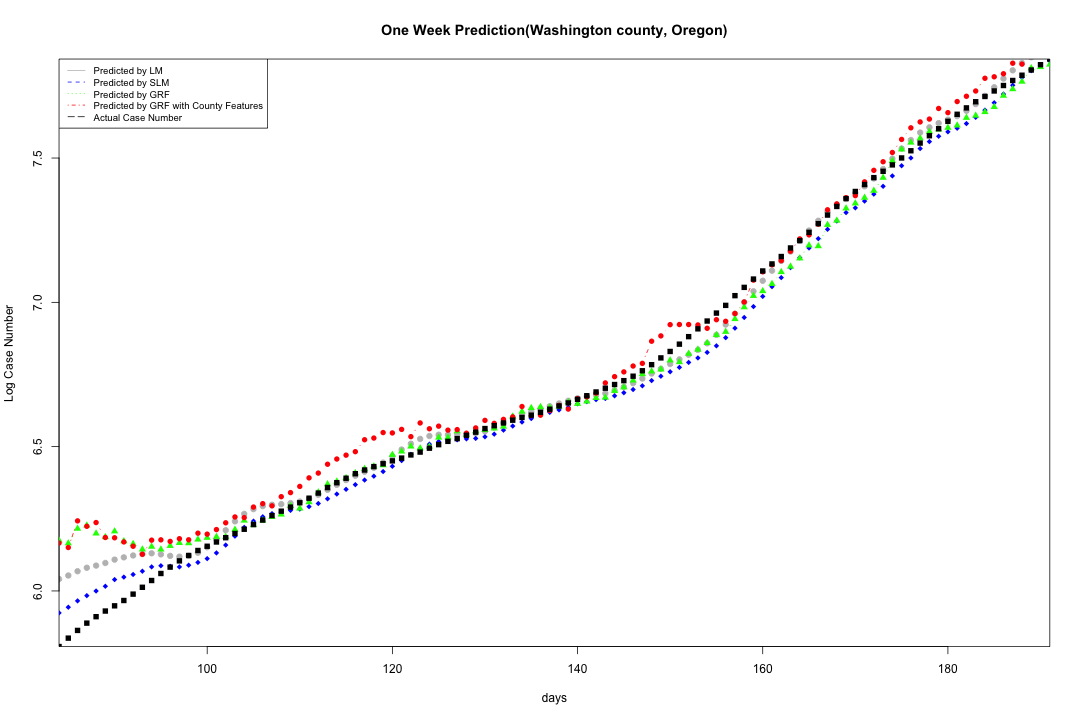 One Week Prediction(Washington county, Oregon)
Predicted by LM
Predicted by SLM
Predicted by GRF
Predicted by GRF with County Features
Actual Case Number
7.5
7.0
6.5
6.0
Log Case Number
100
120
140
160
180
days